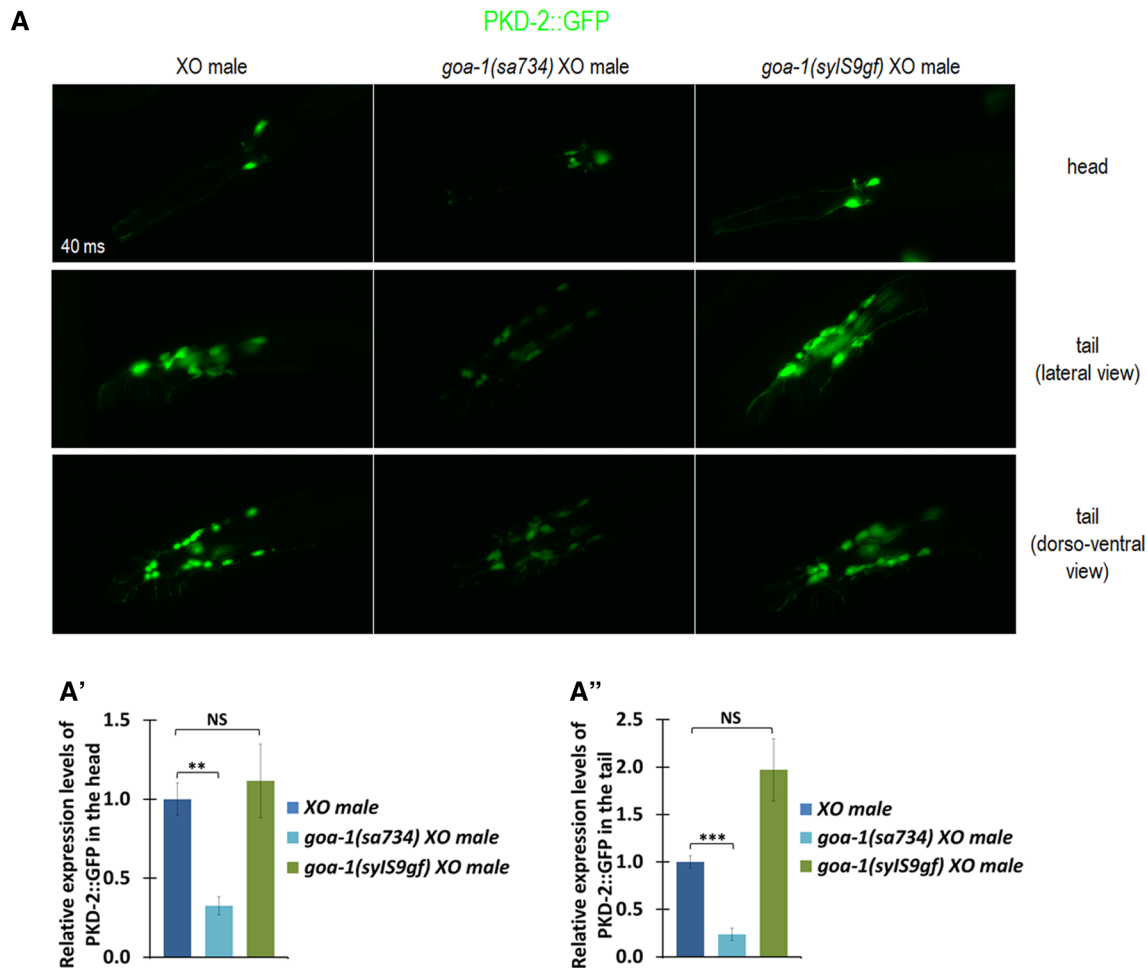 A
PKD-2::GFP
XO male
goa-1(sa734) XO male
goa-1(syIS9gf) XO male
head
40 ms
tail
(lateral view)
tail
(dorso-ventral
view)
A'
Relative expression levels of
PKD-2::GFP in the head
1.5
1.0
0.5
0.0
NS
**
XO male
goa-1(sa734) XO male
goa-1(syIS9gf) XO male
A"
Relative expression levels of
PKD-2::GFP in the tail
2.5
2.0
1.5
1.0
0.5
0.0
NS
***
XO male
goa-1(sa734) XO male
goa-1(syIS9gf) XO male